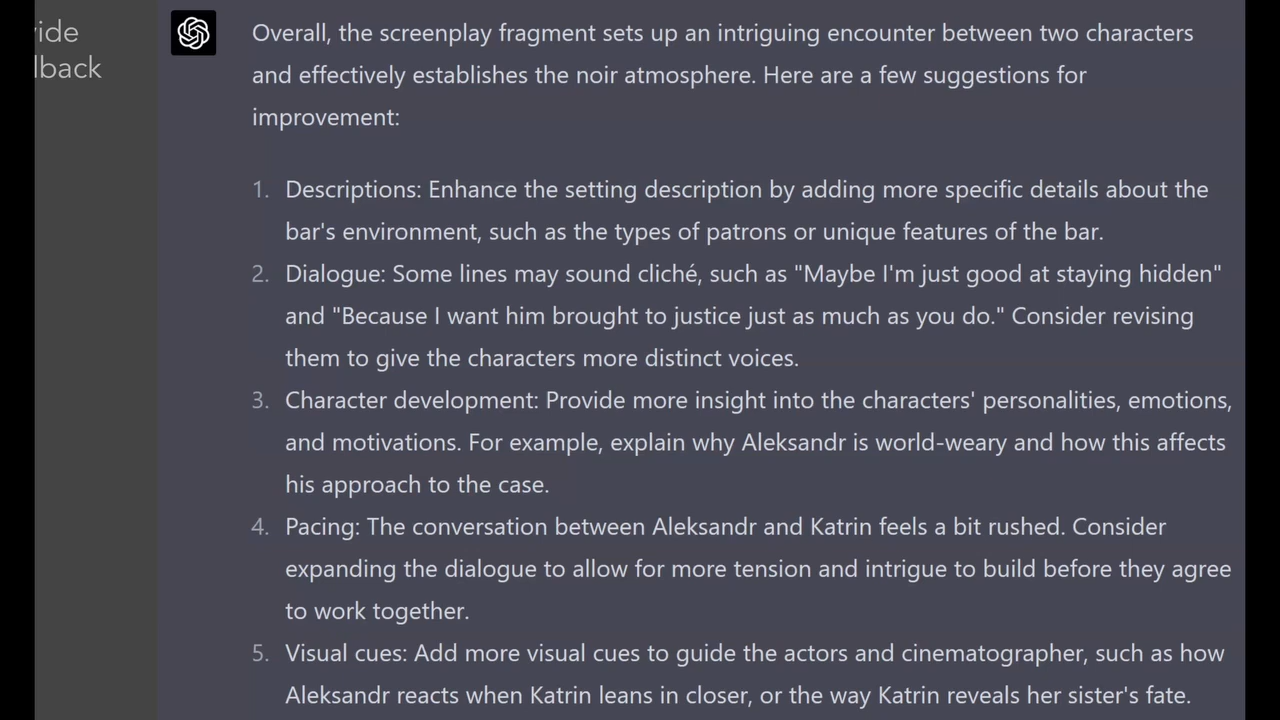 vide
lback
Overall, the screenplay fragment sets up an intriguing encounter between two characters
and effectively establishes the noir atmosphere. Here are a few suggestions for
improvement:
1. Descriptions: Enhance the setting description by adding more specific details about the
bar's environment, such as the types of patrons or unique features of the bar.
2. Dialogue: Some lines may sound cliché, such as "Maybe I'm just good at staying hidden"
and "Because I want him brought to justice just as much as you do." Consider revising
them to give the characters more distinct voices.
3. Character development: Provide more insight into the characters' personalities, emotions,
and motivations. For example, explain why Aleksandr is world-weary and how this affects
his approach to the case.
4. Pacing: The conversation between Aleksandr and Katrin feels a bit rushed. Consider
expanding the dialogue to allow for more tension and intrigue to build before they agree
to work together.
5. Visual cues: Add more visual cues to guide the actors and cinematographer, such as how
Aleksandr reacts when Katrin leans in closer, or the way Katrin reveals her sister's fate.